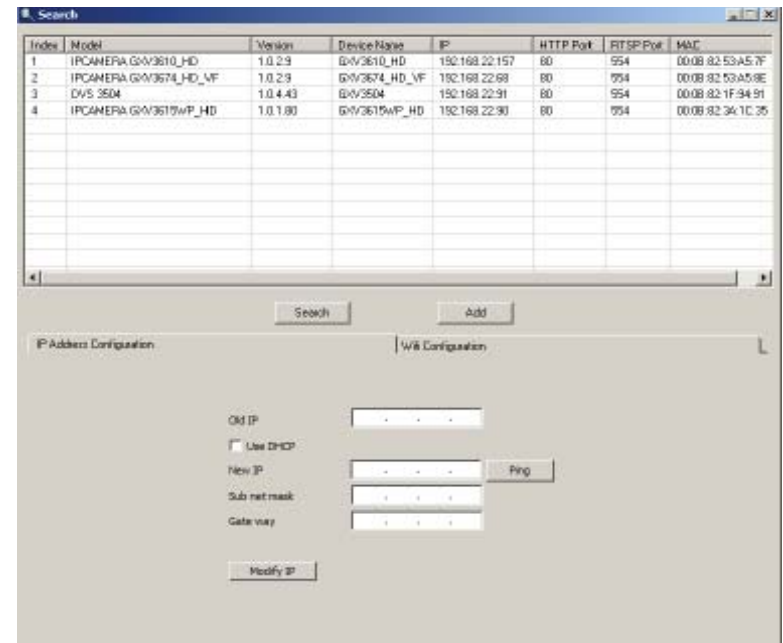 Search
Index Model Version Device Name IP HTTP Port RTSP Port MAC
1 IPCAMERA GXV3610_HD 1.0.2.9 GXV3610_HD 192.168.22.157 80 554 00:0B:82:53:A5:7F
2 IPCAMERA GXV3674_HD_VF 1.0.2.9 GXV3674_HD_VF 192.168.22.68 80 554 00:0B:82:53:A5:8E
3 DVS 3504 1.0.4.43 GXV3504 192.168.22.91 80 554 00:0B:82:1F:94:91
4 IPCAMERA GXV3615WP_HD 1.0.1.80 GXV3615WP_HD 192.168.22.90 80 554 00:0B:82:3A:1C:35
Search Add
IP Address Configuration Wifi Configuration
Old IP
Use DHCP
New IP Ping
Sub net mask
Gate way
Modify IP